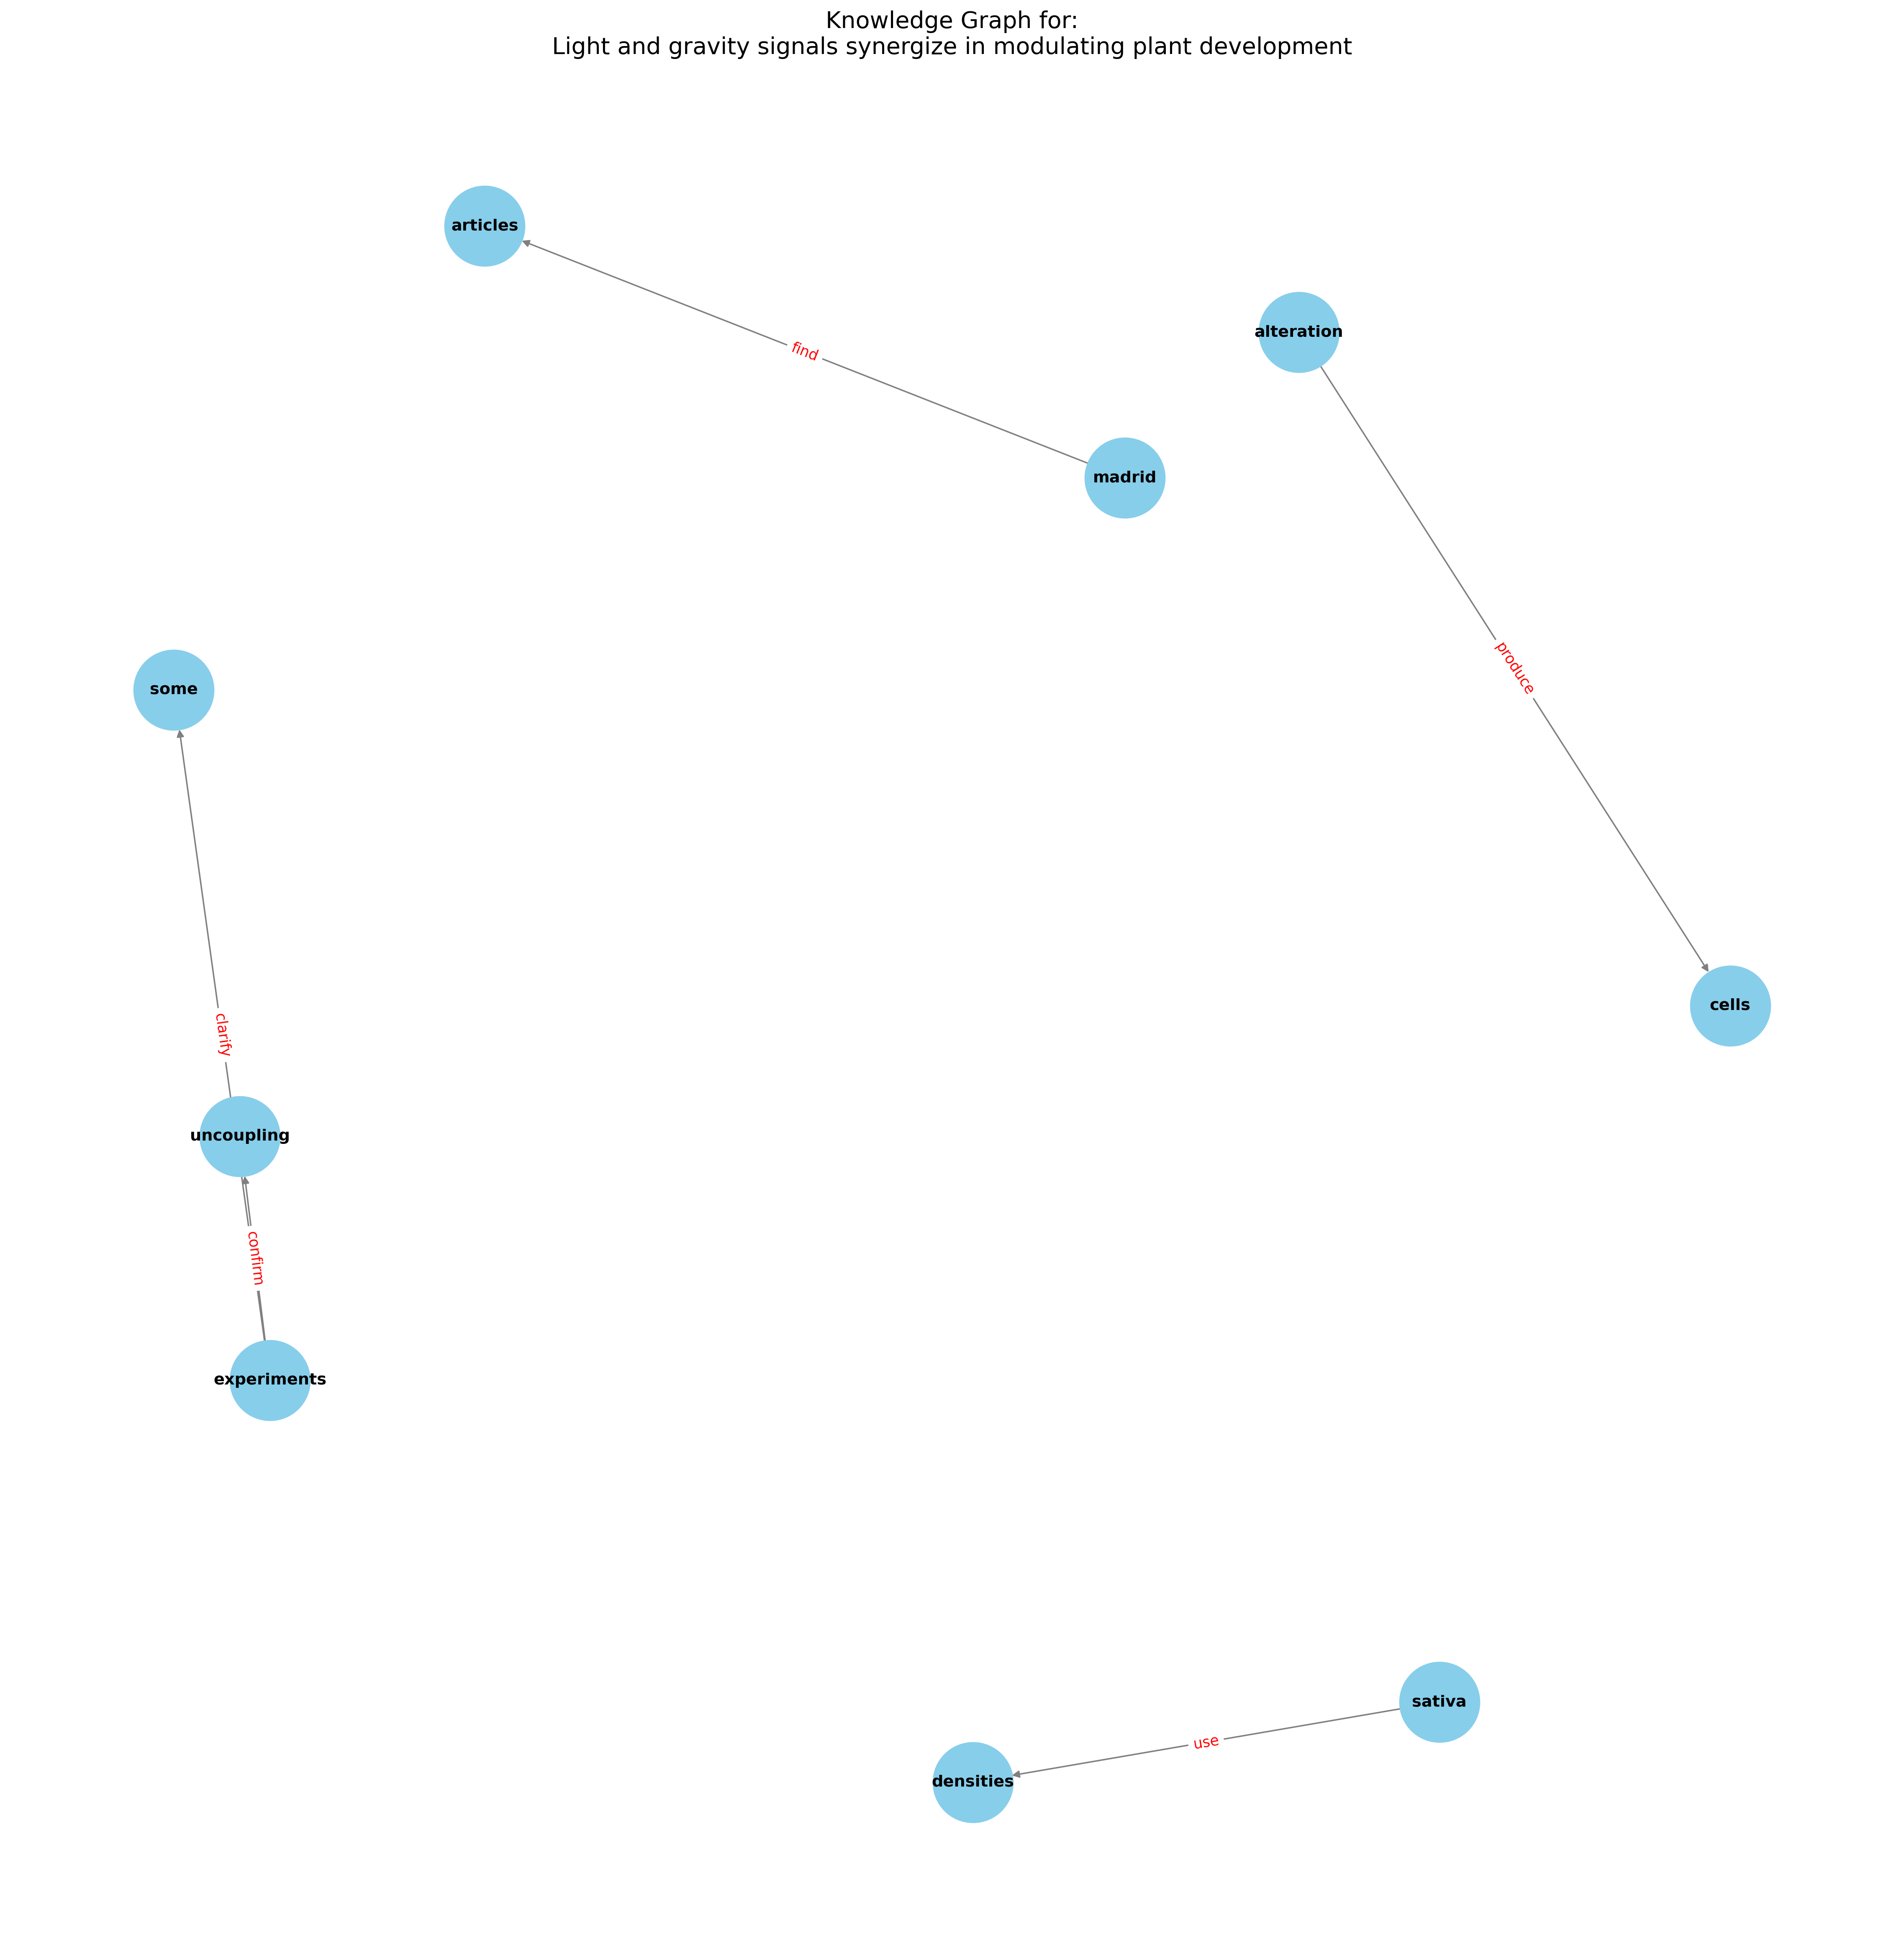 Knowledge Graph for:
Light and gravity signals synergize in modulating plant development
articles
alteration
find
madrid
produce
some
cells
clarify
uncoupling
confirm
experiments
sativa
use
densities